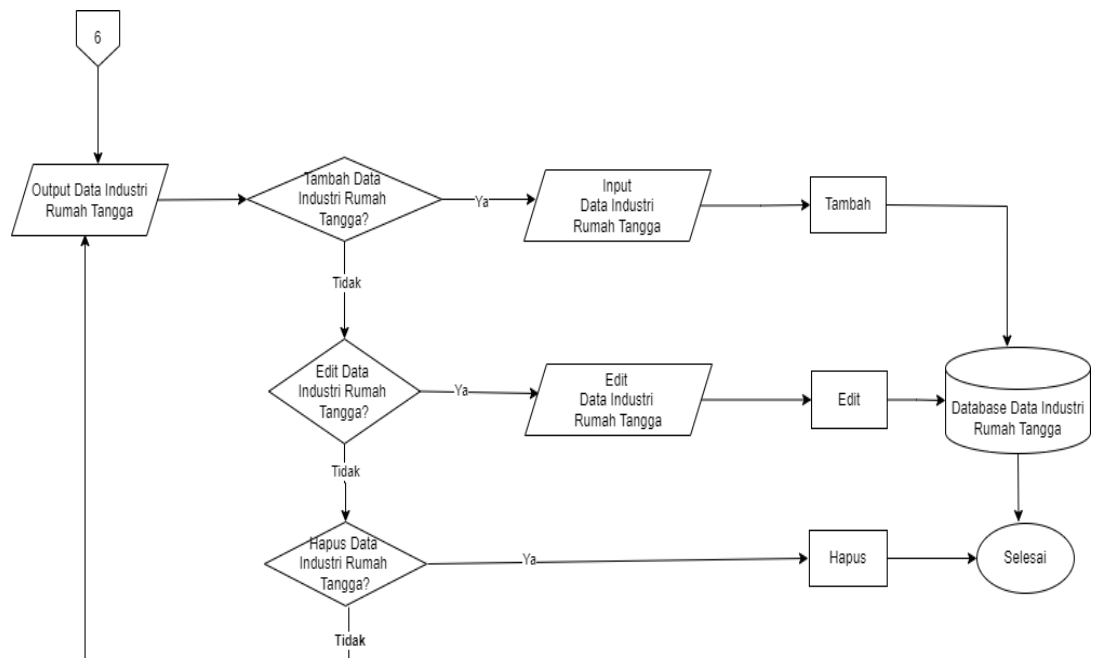 6
Output Data Industri
Rumah Tangga
Tambah Data
Industri Rumah
Tangga?
Ya
Input
Data Industri
Rumah Tangga
Tambah
Tidak
Edit Data
Industri Rumah
Tangga?
Ya
Edit
Data Industri
Rumah Tangga
Edit
Database Data Industri
Rumah Tangga
Tidak
Hapus Data
Industri Rumah
Tangga?
Ya
Hapus
Selesai
Tidak